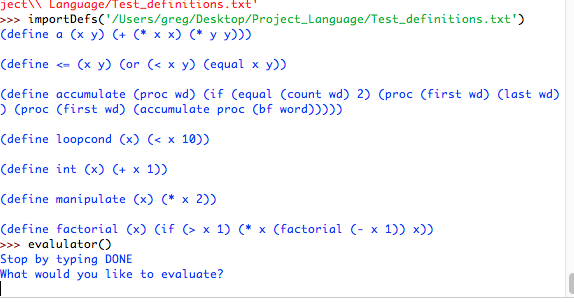 ject\\ Language/Test_definitions.txt'
>>> importDefs('/Users/greg/Desktop/Project_Language/Test_definitions.txt')
(define a (x y) (+ (* x x) (* y y)))
(define <= (x y) (or (< x y) (equal x y))
(define accumulate (proc wd) (if (equal (count wd) 2) (proc (first wd) (last wd)
) (proc (first wd) (accumulate proc (bf word)))))
(define loopcond (x) (< x 10))
(define int (x) (+ x 1))
(define manipulate (x) (* x 2))
(define factorial (x) (if (> x 1) (* x (factorial (- x 1)) x))
>>> evalulator()
Stop by typing DONE
What would you like to evaluate?